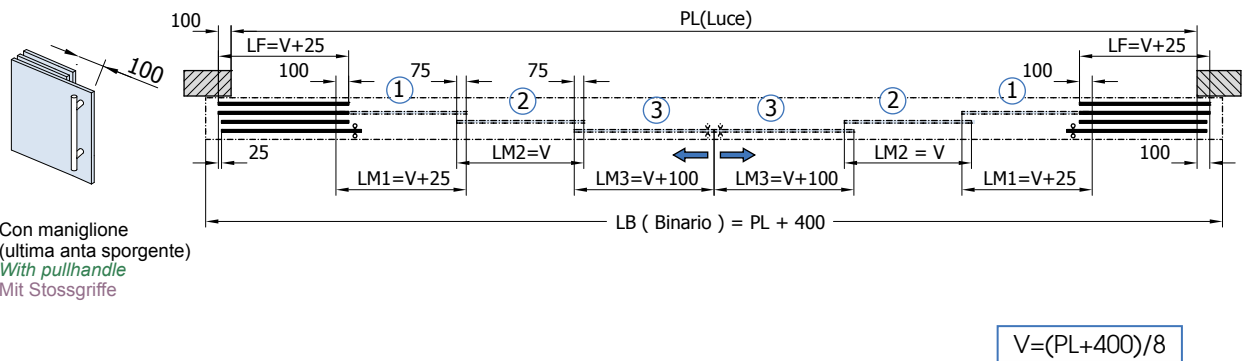 100
PL(Luce)
LF=V+25
LF=V+25
100
100
75
75
100
1
2
3
3
2
1
25
100
LM2=V
LM2 = V
LM1=V+25
LM3=V+100
LM3=V+100
LM1=V+25
LB ( Binario ) = PL + 400
Con maniglione
(ultima anta sporgente)
With pullhandle
Mit Stossgriffe
V=(PL+400)/8